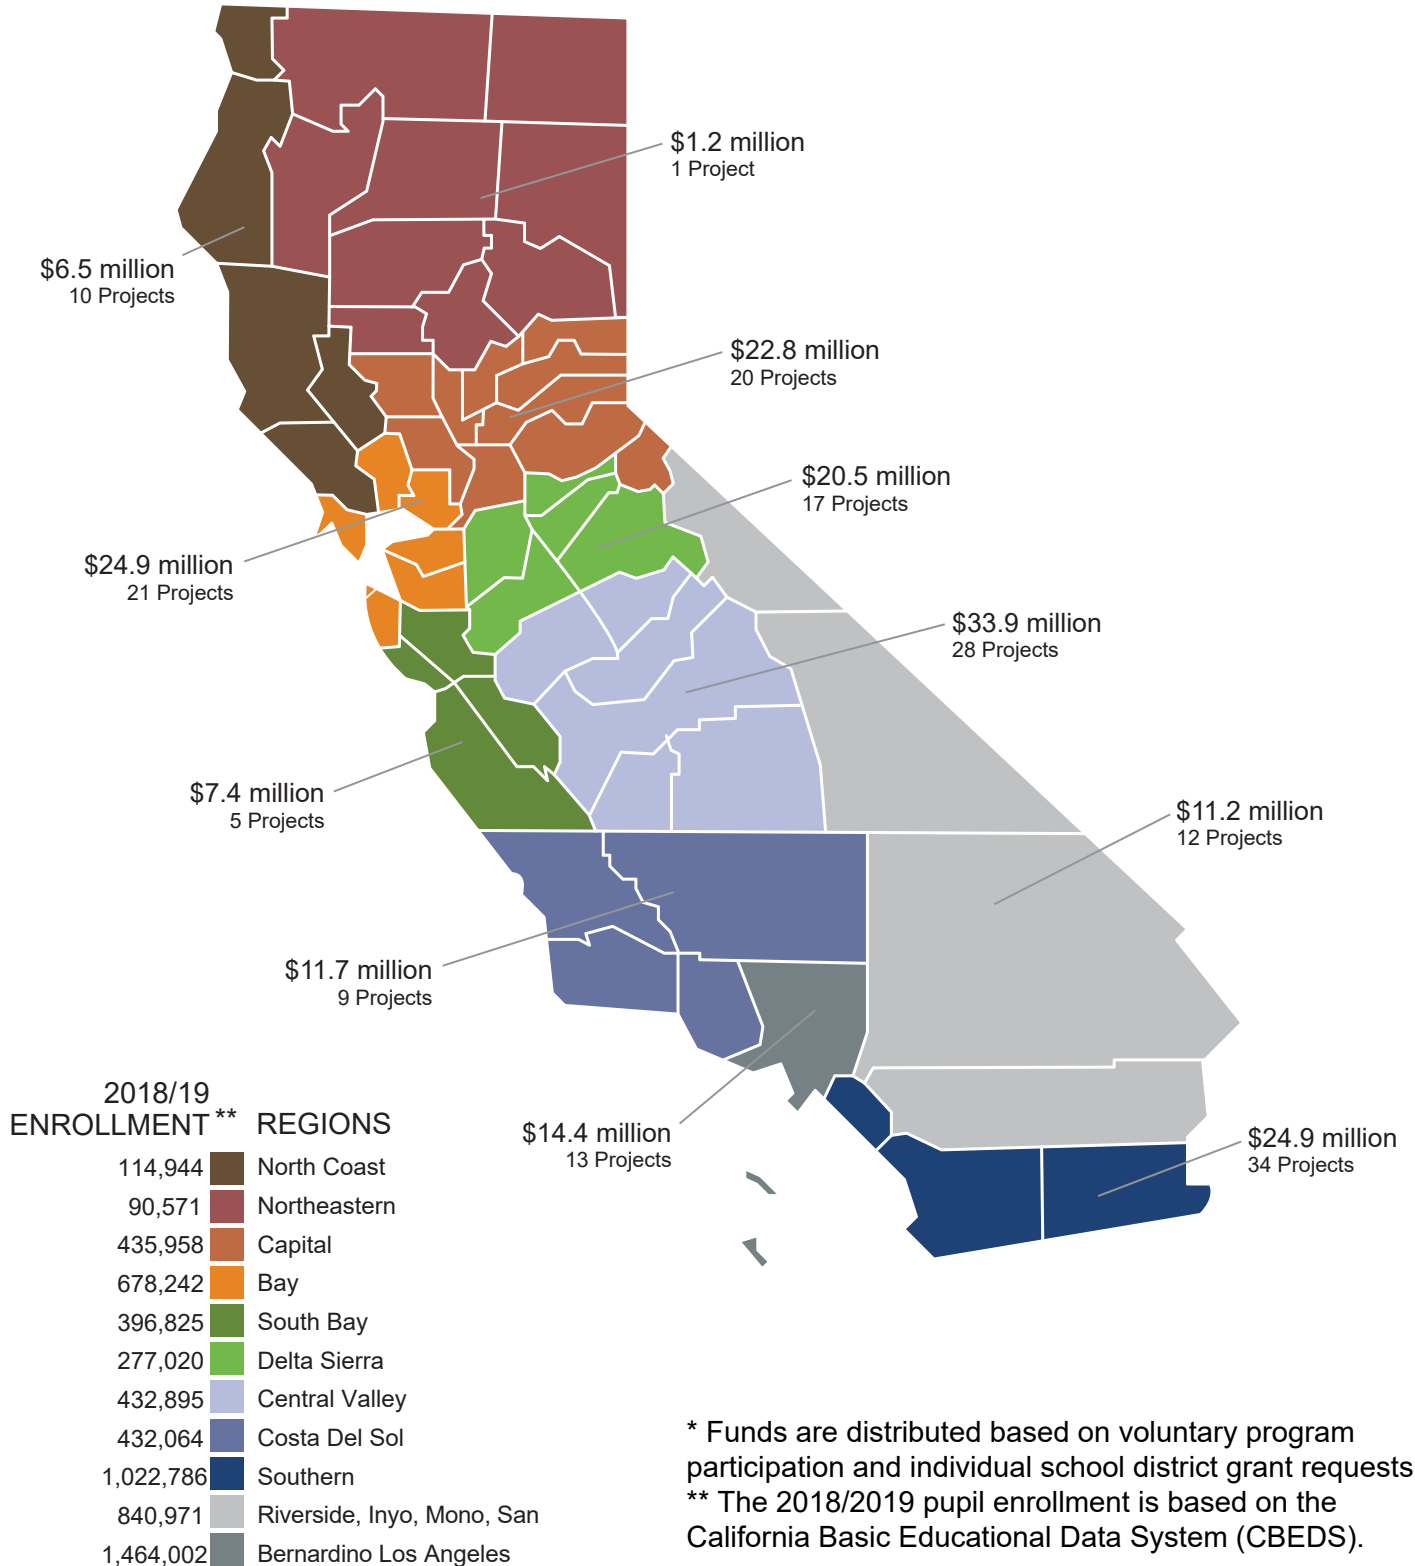 $1.2 million
1 Project
$6.5 million
10 Projects
$22.8 million
20 Projects
$20.5 million
17 Projects
$24.9 million
21 Projects
$33.9 million
28 Projects
$7.4 million
5 Projects
$11.2 million
12 Projects
$11.7 million
9 Projects
$14.4 million
13 Projects
$24.9 million
34 Projects
2018/19
ENROLLMENT ** REGIONS
114,944 North Coast
90,571 Northeastern
435,958 Capital
678,242 Bay
396,825 South Bay
277,020 Delta Sierra
432,895 Central Valley
432,064 Costa Del Sol
1,022,786 Southern
840,971 Riverside, Inyo, Mono, San
1,464,002 Bernardino Los Angeles
* Funds are distributed based on voluntary program
participation and individual school district grant requests
** The 2018/2019 pupil enrollment is based on the
California Basic Educational Data System (CBEDS).